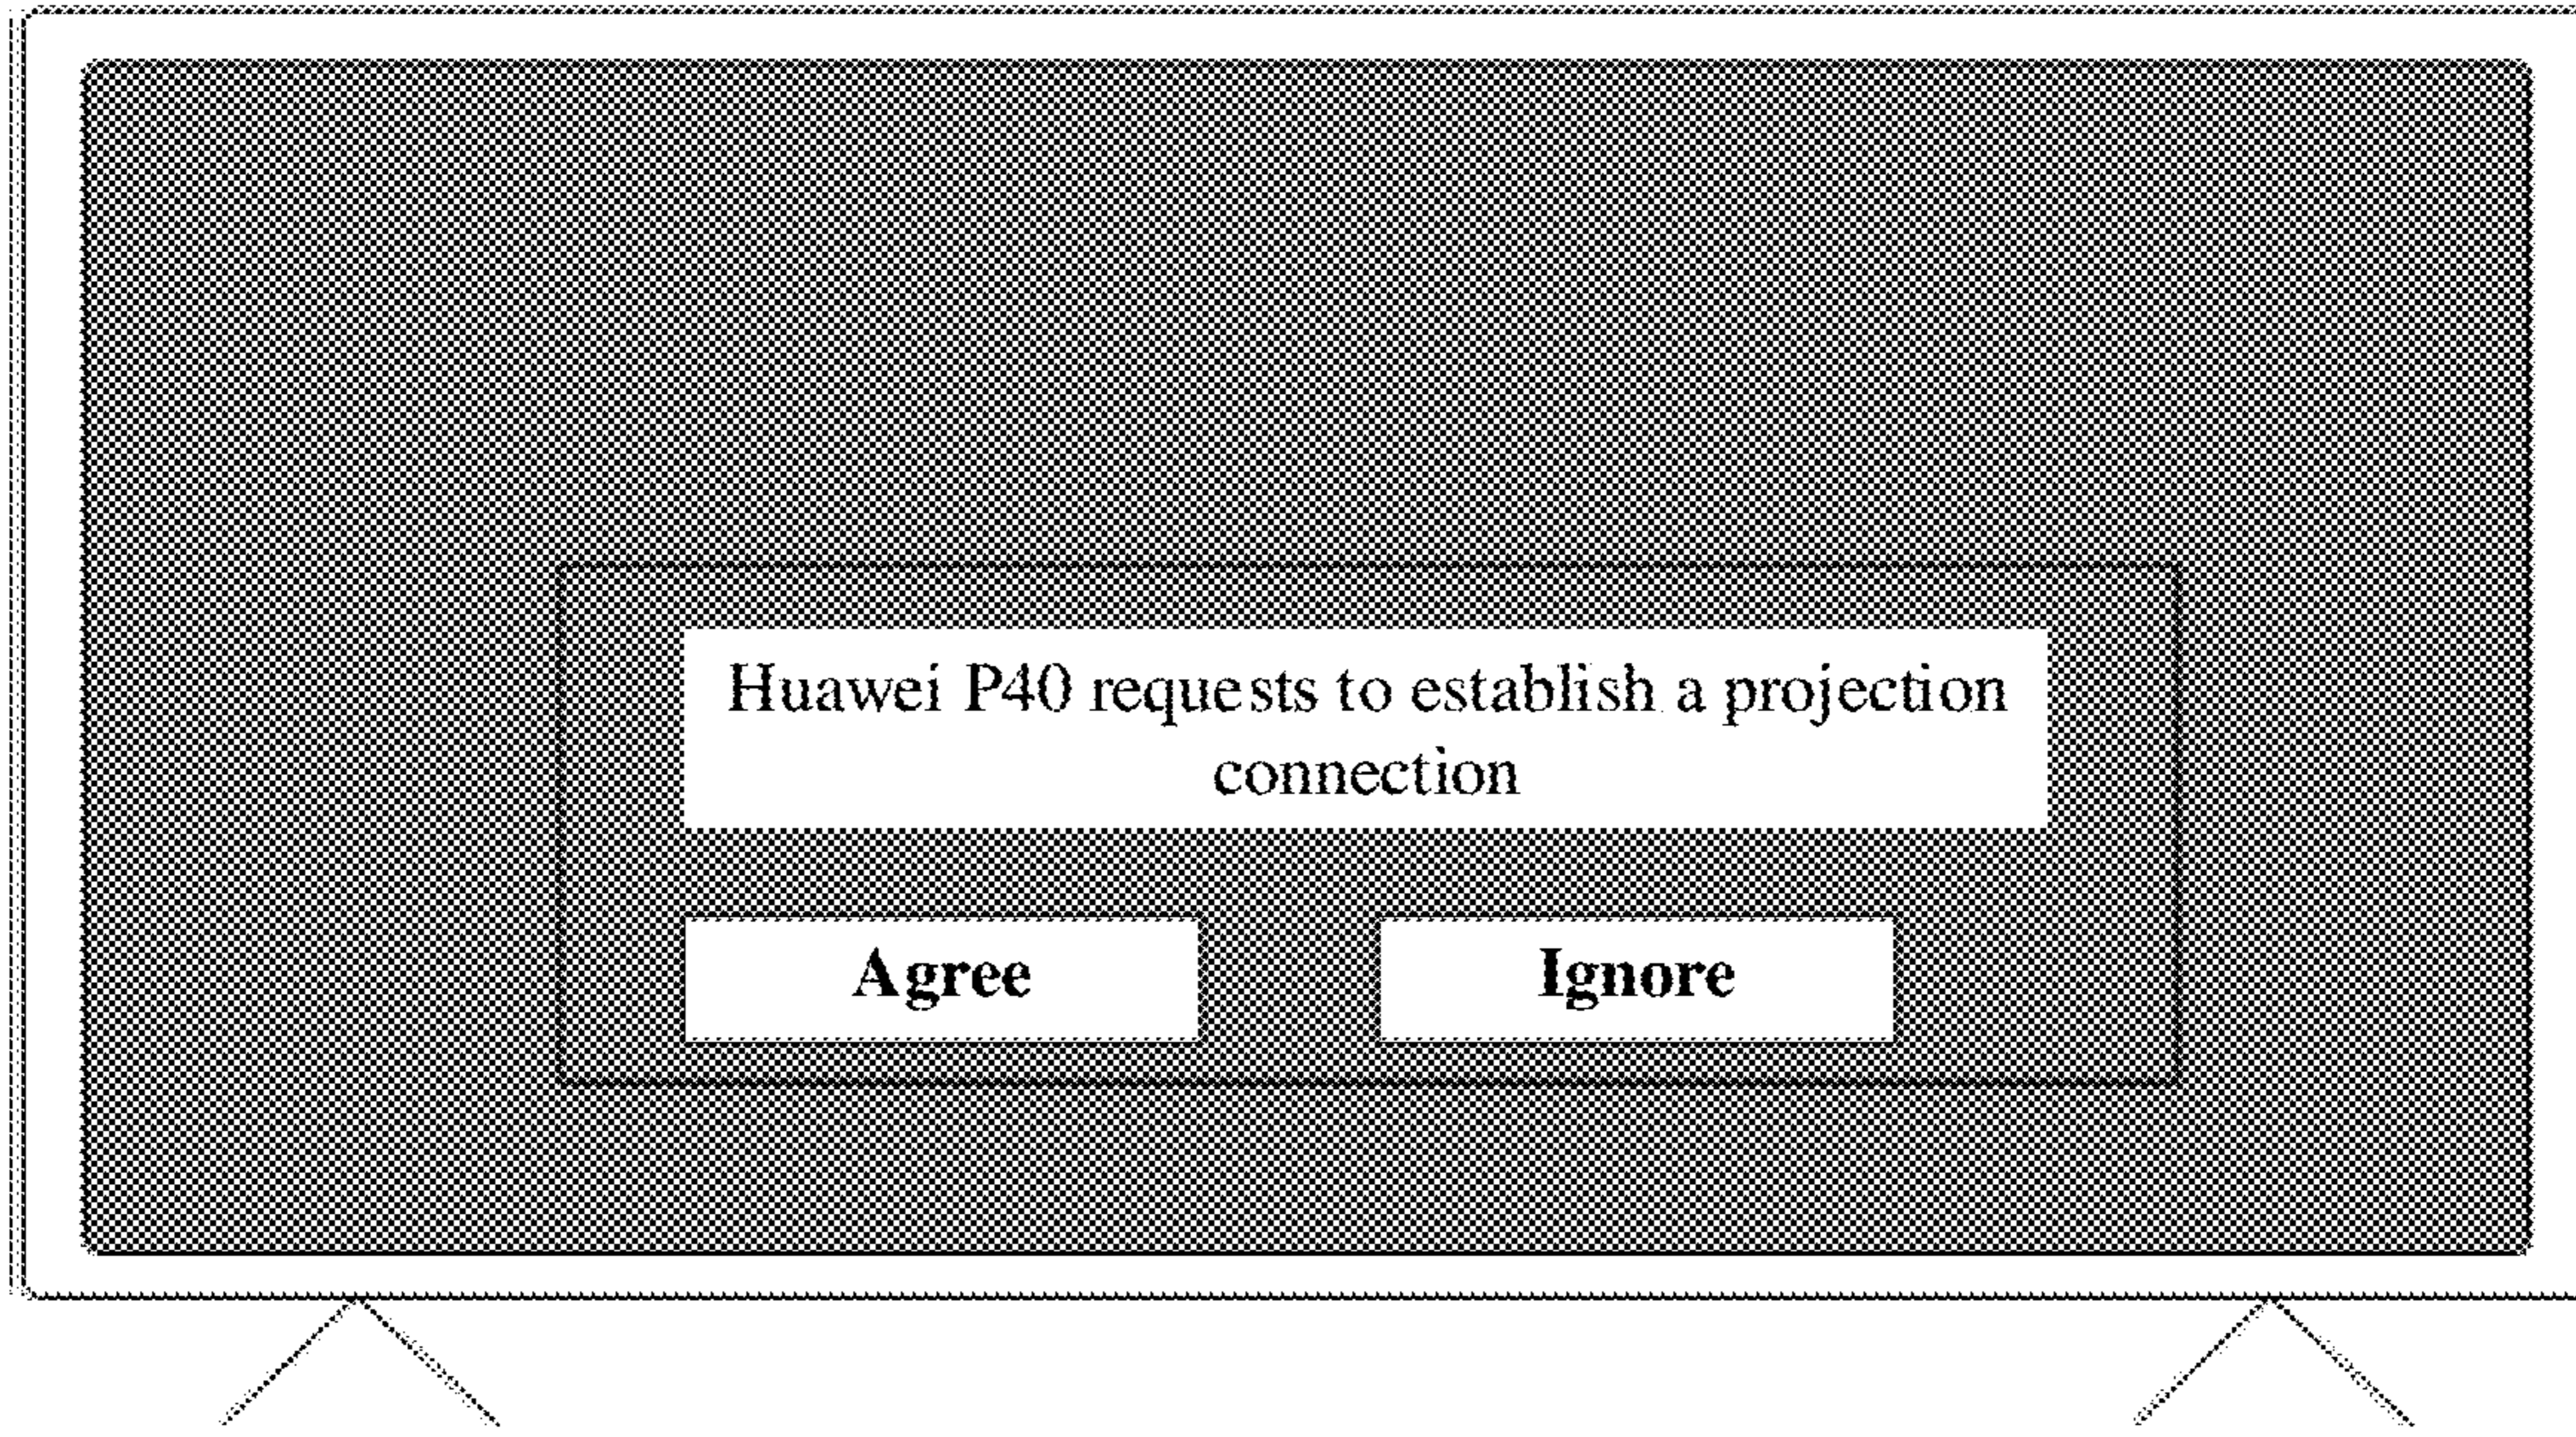 Huawei P40 requests to establish a projection
connection
Agree
Ignore